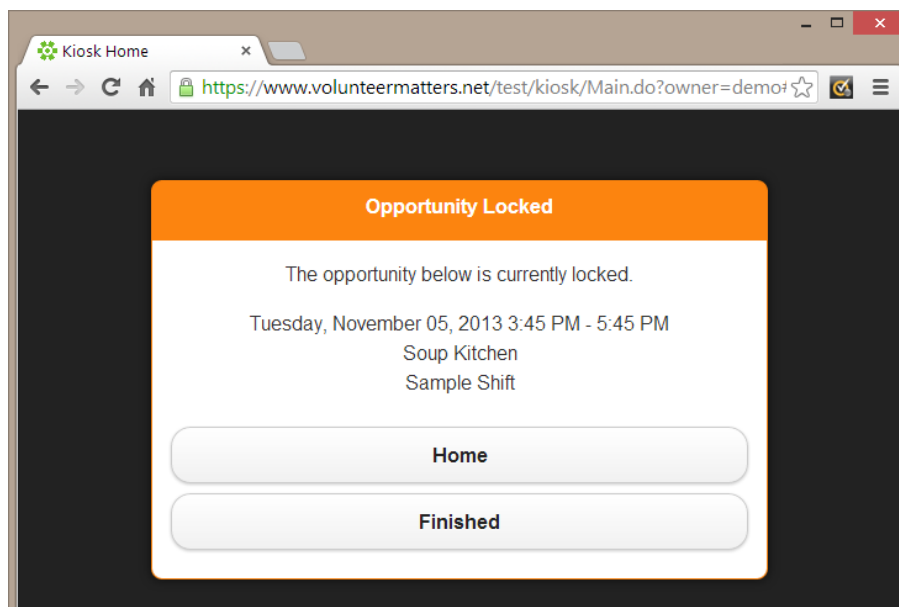 Kiosk Home
https://www.volunteermatters.net/test/kiosk/Main.do?owner=demo
Opportunity Locked
The opportunity below is currently locked.
Tuesday, November 05, 2013 3:45 PM - 5:45 PM
Soup Kitchen
Sample Shift
Home
Finished